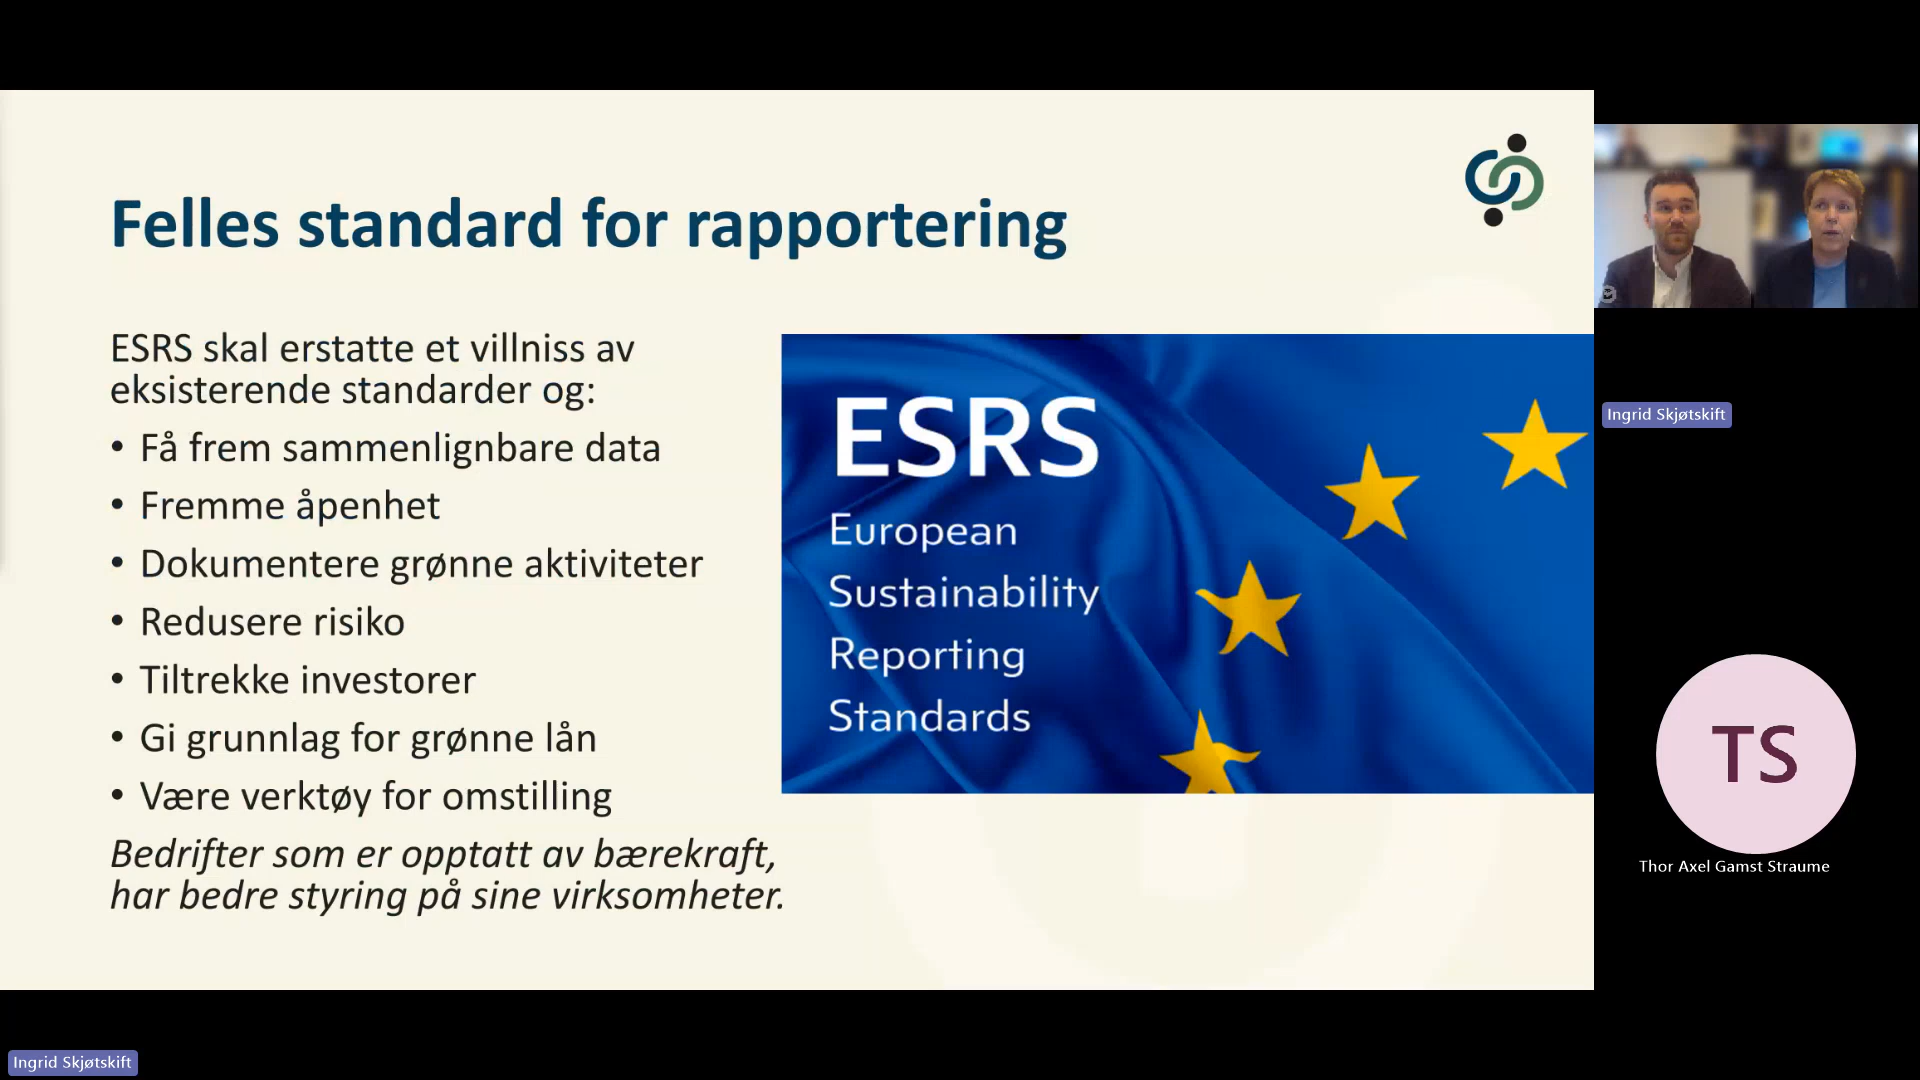 Felles standard for rapportering
ESRS skal erstatte et villniss av
eksisterende standarder og:
• Få frem sammenlignbare data
• Fremme åpenhet
• Dokumentere grønne aktiviteter
• Redusere risiko
• Tiltrekke investorer
• Gi grunnlag for grønne lån
• Være verktøy for omstilling
Bedrifter som er opptatt av bærekraft,
har bedre styring på sine virksomheter.
ESRS
European
Sustainability
Reporting
Standards
Ingrid Skjøtskift
TS
Thor Axel Gamst Straume
Ingrid Skjøtskift